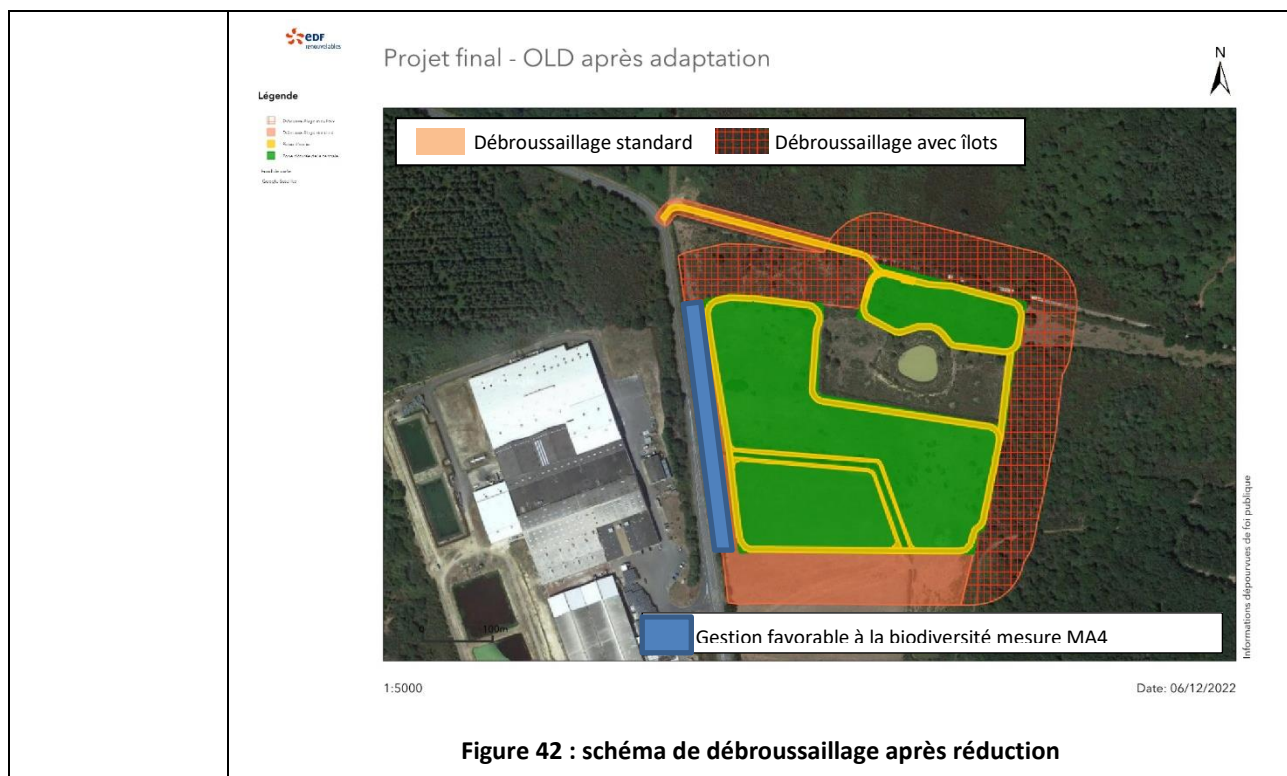 EDF
renouvelables
Projet final - OLD après adaptation
N
Légende
Débroussaillage standard
Débroussaillage avec îlots
Gestion favorable à la biodiversité mesure MA4
0 100m
Informations dépourvues de foi publique
1:5000
Date: 06/12/2022
Figure 42 : schéma de débroussaillage après réduction